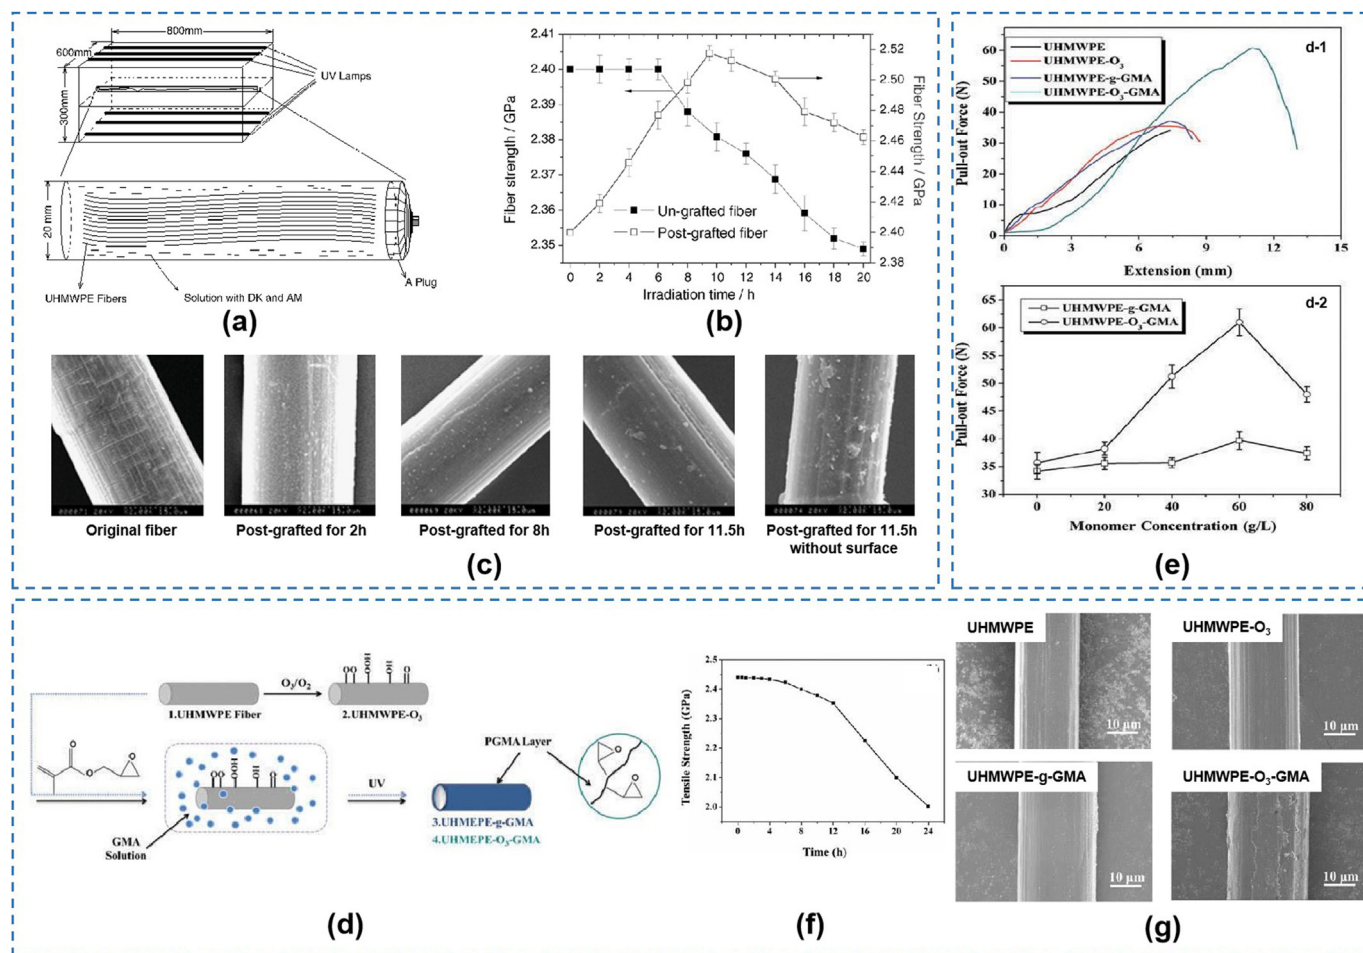 800mm
600mm
300mm
UV Lamps
20 mm
UHMWPE Fibers
Solution with DK and AM
A Plug
(a)
2.41
2.40
2.39
2.38
2.37
2.36
2.35
Fiber strength / GPa
2.52
2.50
2.48
2.46
2.44
2.42
2.40
2.38
Fiber Strength / GPa
Un-grafted fiber
Post-grafted fiber
0 2 4 6 8 10 12 14 16 18 20
Irradiation time / h
(b)
Original fiber
Post-grafted for 2h
Post-grafted for 8h
Post-grafted for 11.5h
Post-grafted for 11.5h
without surface
(c)
d-1
UHMWPE
UHMWPE-O3
UHMWPE-g-GMA
UHMWPE-O3-GMA
60
50
40
30
20
10
0
Pull-out Force (N)
0 3 6 9 12 15
Extension (mm)
d-2
UHMWPE-g-GMA
UHMWPE-O3-GMA
65
60
55
50
45
40
35
30
Pull-out Force (N)
0 20 40 60 80
Monomer Concentration (g/L)
(e)
O3/O2
OO
OOH
OH
O
1.UHMWPE Fiber
2.UHMWPE-O3
O
O
O
OO
OOH
OH
O
GMA
Solution
UV
PGMA Layer
O
O
3.UHMEPE-g-GMA
4.UHMEPE-O3-GMA
(d)
2.5
2.4
2.3
2.2
2.1
2.0
Tensile Strength (GPa)
0 2 4 6 8 10 12 16 20 24
Time (h)
(f)
UHMWPE
10 μm
UHMWPE-O3
10 μm
UHMWPE-g-GMA
10 μm
UHMWPE-O3-GMA
10 μm
(g)